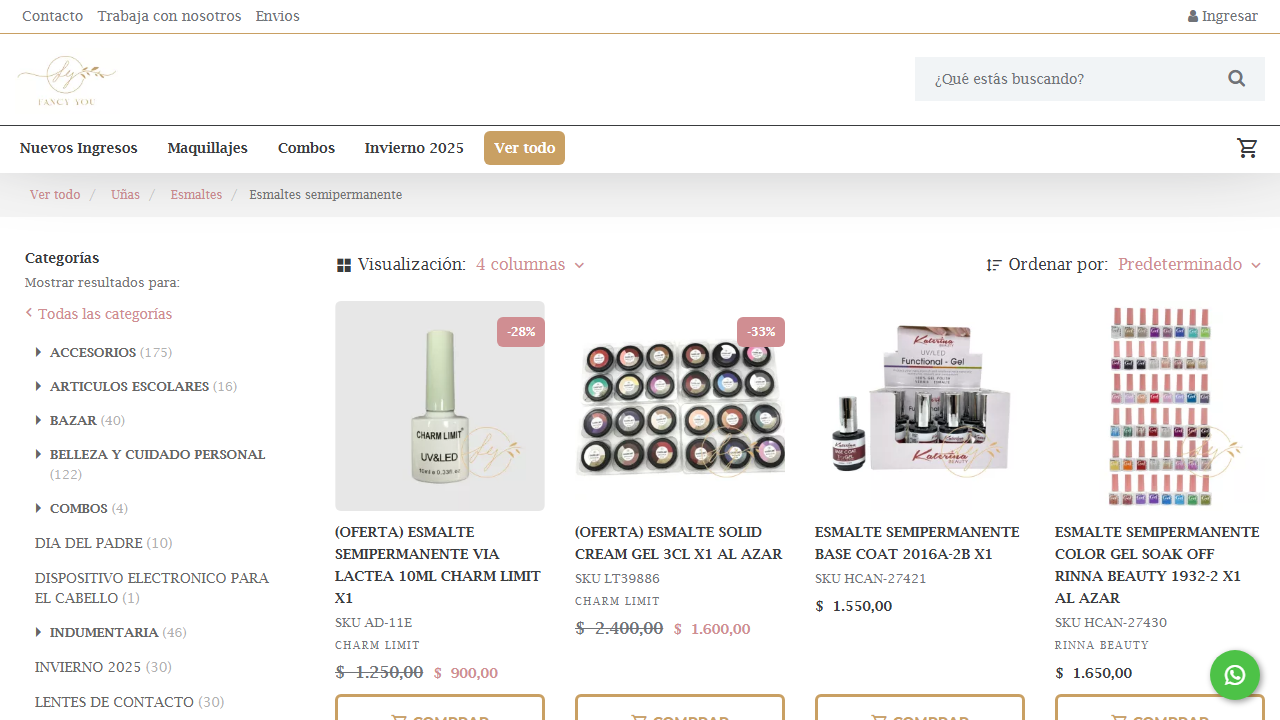 Contacto Trabaja con nosotros Envios Ingresar
fy
FANCY YOU
¿Qué estás buscando?
Nuevos Ingresos Maquillajes Combos Invierno 2025 Ver todo
Ver todo / Uñas / Esmaltes / Esmaltes semipermanente
Categorías
Mostrar resultados para:
Todas las categorías
ACCESORIOS (175)
ARTICULOS ESCOLARES (16)
BAZAR (40)
BELLEZA Y CUIDADO PERSONAL
(122)
COMBOS (4)
DIA DEL PADRE (10)
DISPOSITIVO ELECTRONICO PARA
EL CABELLO (1)
INDUMENTARIA (46)
INVIERNO 2025 (30)
LENTES DE CONTACTO (30)
Visualización: 4 columnas
Ordenar por: Predeterminado
-28%
CHARM LIMIT
UV&LED
(OFERTA) ESMALTE
SEMIPERMANENTE VIA
LACTEA 10ML CHARM LIMIT
X1
SKU AD-11E
CHARM LIMIT
$ 1.250,00 $ 900,00
COMPRAR
-33%
(OFERTA) ESMALTE SOLID
CREAM GEL 3CL X1 AL AZAR
SKU LT39886
CHARM LIMIT
$ 2.400,00 $ 1.600,00
COMPRAR
Katerina
BEAUTY
UV/LED
Functional - Gel
Katerina
BASE COAT
Katerina
BEAUTY
ESMALTE SEMIPERMANENTE
BASE COAT 2016A-2B X1
SKU HCAN-27421
$ 1.550,00
COMPRAR
ESMALTE SEMIPERMANENTE
COLOR GEL SOAK OFF
RINNA BEAUTY 1932-2 X1
AL AZAR
SKU HCAN-27430
RINNA BEAUTY
$ 1.650,00
COMPRAR